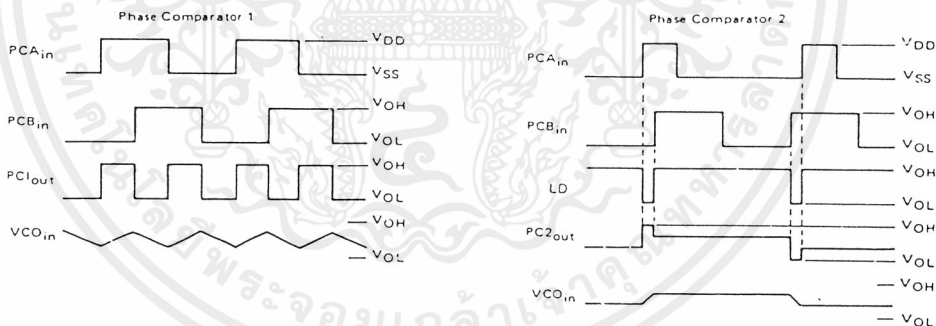 Phase Comparator 1
PCAin
VDD
VSS
PCBin
VOH
VOL
PC1out
VOH
VOL
VCOin
VOH
VOL
Phase Comparator 2
PCAin
VDD
VSS
PCBin
VOH
VOL
LD
VOH
VOL
PC2out
VOH
VOL
VCOin
VOH
VOL